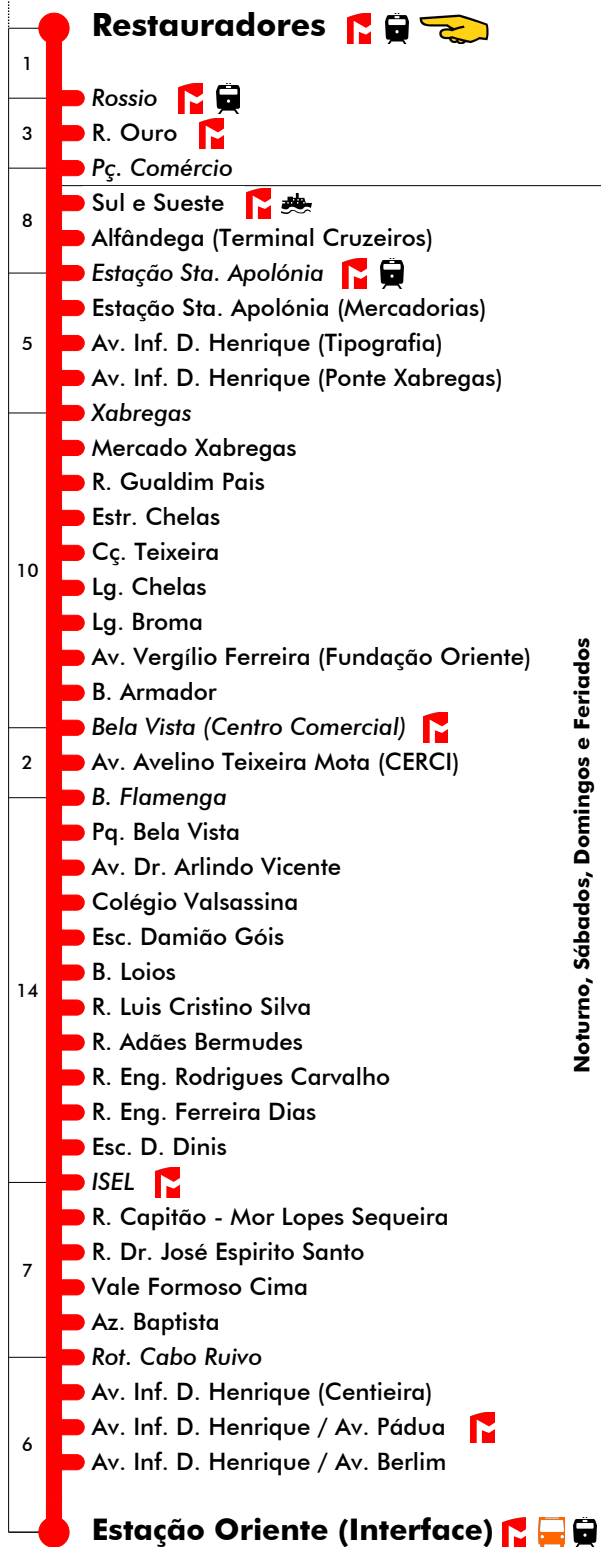 Restauradores
1
Rossio
3
R. Ouro
Pç. Comércio
Sul e Sueste
8
Alfândega (Terminal Cruzeiros)
Estação Sta. Apolónia
Estação Sta. Apolónia (Mercadorias)
5
Av. Inf. D. Henrique (Tipografia)
Av. Inf. D. Henrique (Ponte Xabregas)
Xabregas
Mercado Xabregas
R. Gualdim Pais
Estr. Chelas
Cç. Teixeira
10
Lg. Chelas
Lg. Broma
Av. Vergílio Ferreira (Fundação Oriente)
B. Armador
Bela Vista (Centro Comercial)
2
Av. Avelino Teixeira Mota (CERCI)
B. Flamenga
Pq. Bela Vista
Av. Dr. Arlindo Vicente
Colégio Valsassina
Esc. Damião Góis
B. Loios
14
R. Luis Cristino Silva
R. Adães Bermudes
R. Eng. Rodrigues Carvalho
R. Eng. Ferreira Dias
Esc. D. Dinis
ISEL
R. Capitão - Mor Lopes Sequeira
R. Dr. José Espirito Santo
7
Vale Formoso Cima
Az. Baptista
Rot. Cabo Ruivo
Av. Inf. D. Henrique (Centieira)
Av. Inf. D. Henrique / Av. Pádua
6
Av. Inf. D. Henrique / Av. Berlim
Estação Oriente (Interface)
Noturno, Sábados, Domingos e Feriados